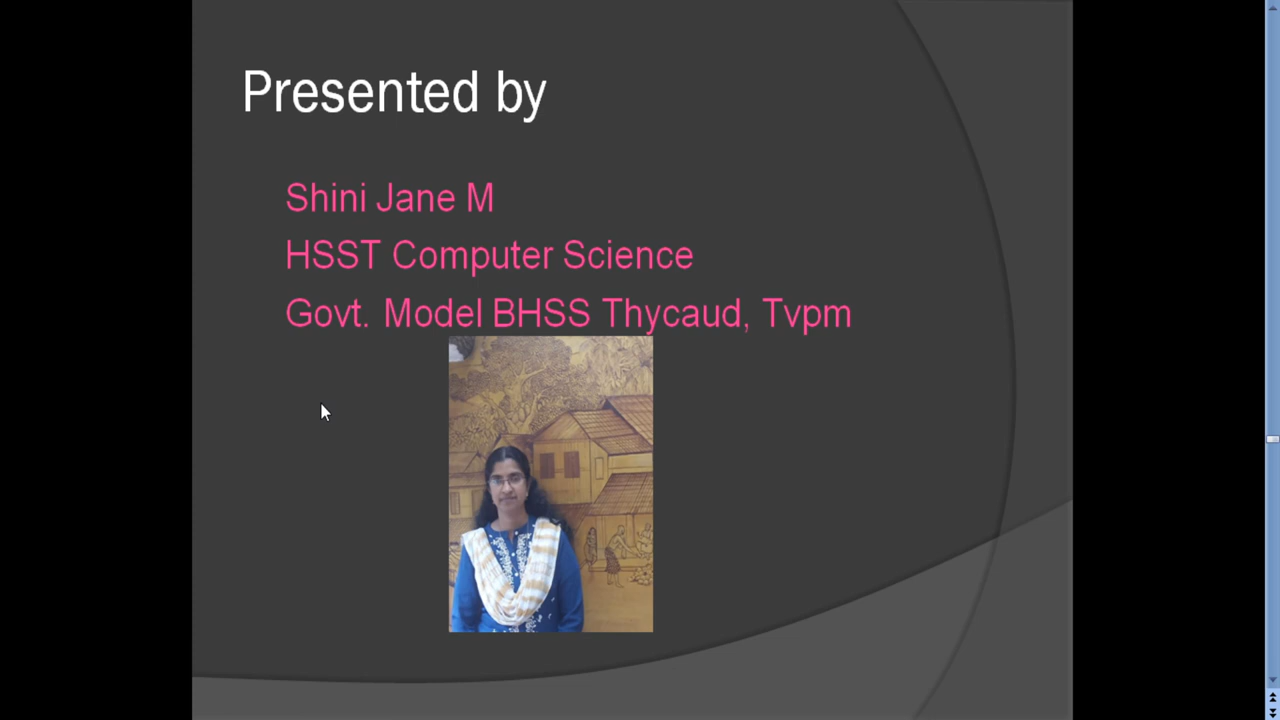 Presented by
Shini Jane M
HSST Computer Science
Govt. Model BHSS Thycaud, Tvpm